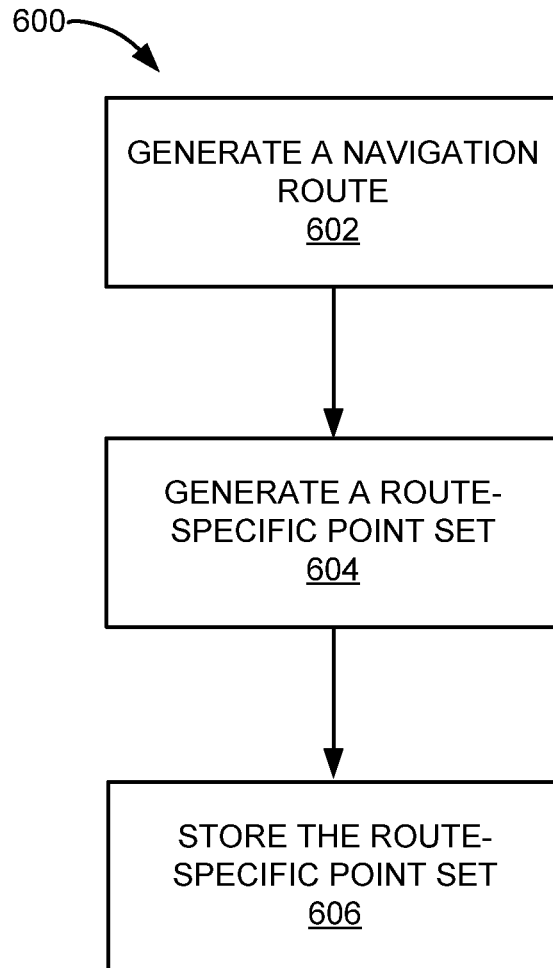 600
GENERATE A NAVIGATION
ROUTE
602
GENERATE A ROUTE-
SPECIFIC POINT SET
604
STORE THE ROUTE-
SPECIFIC POINT SET
606